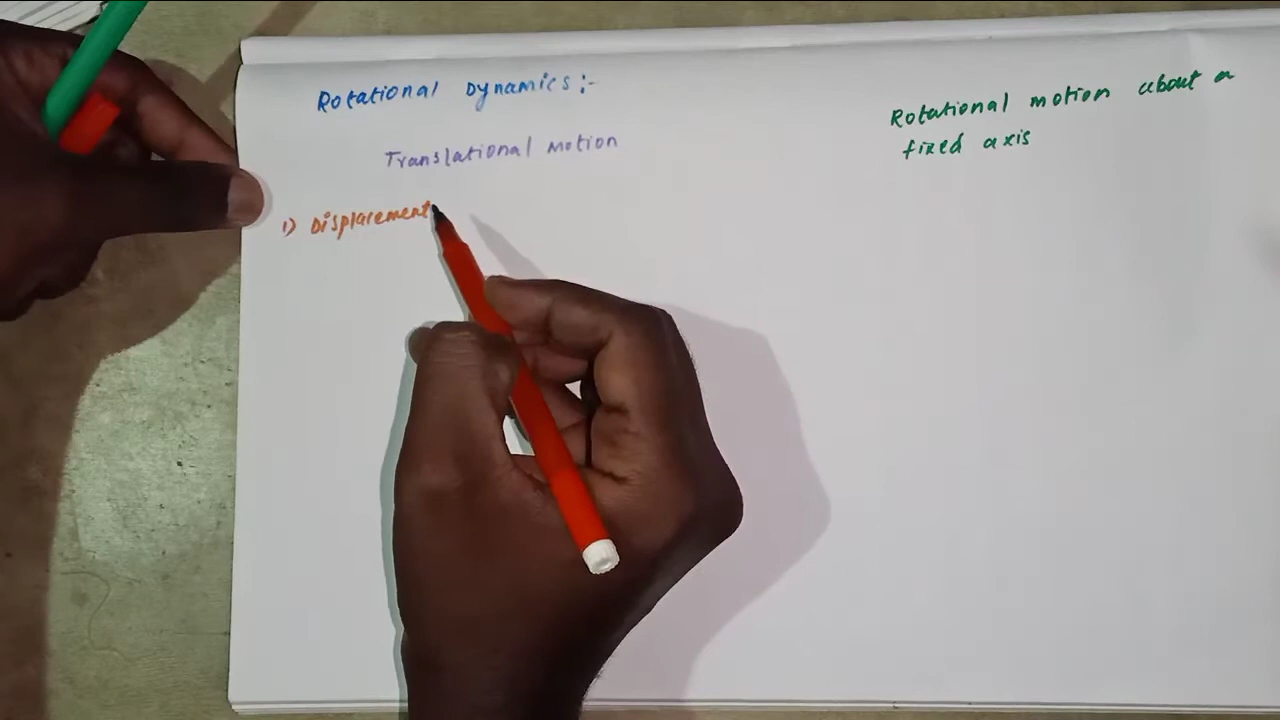 Rotational Dynamics:-
Translational motion
Rotational motion about a
fixed axis
1) Displacement